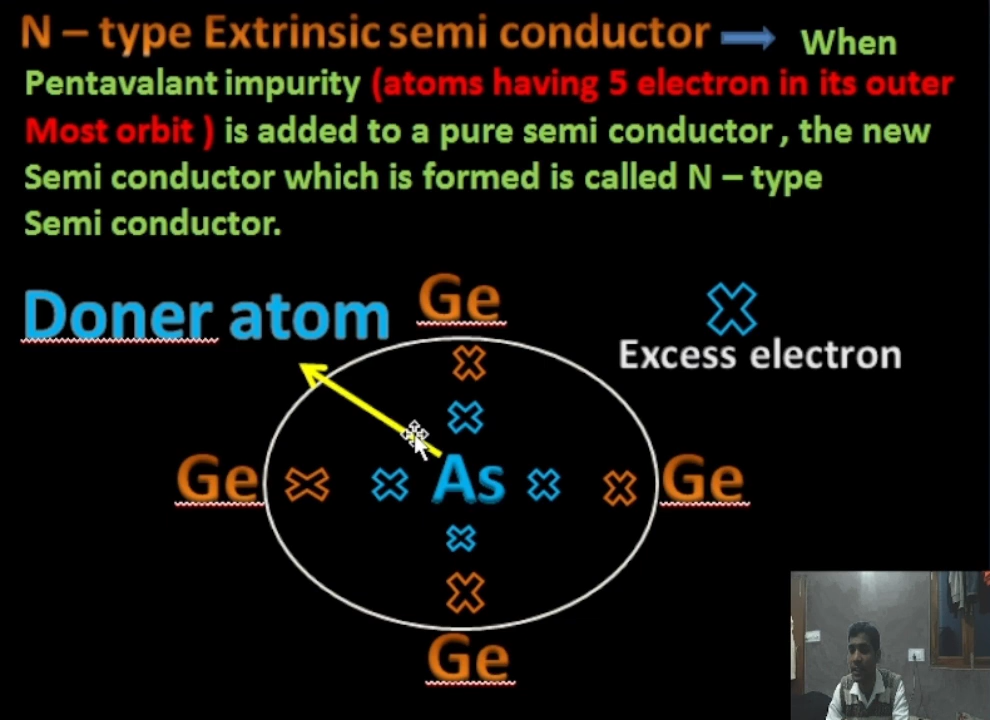 N – type Extrinsic semi conductor When
Pentavalant impurity (atoms having 5 electron in its outer
Most orbit ) is added to a pure semi conductor , the new
Semi conductor which is formed is called N – type
Semi conductor.
Doner atom
Ge
Excess electron
Ge As Ge
Ge